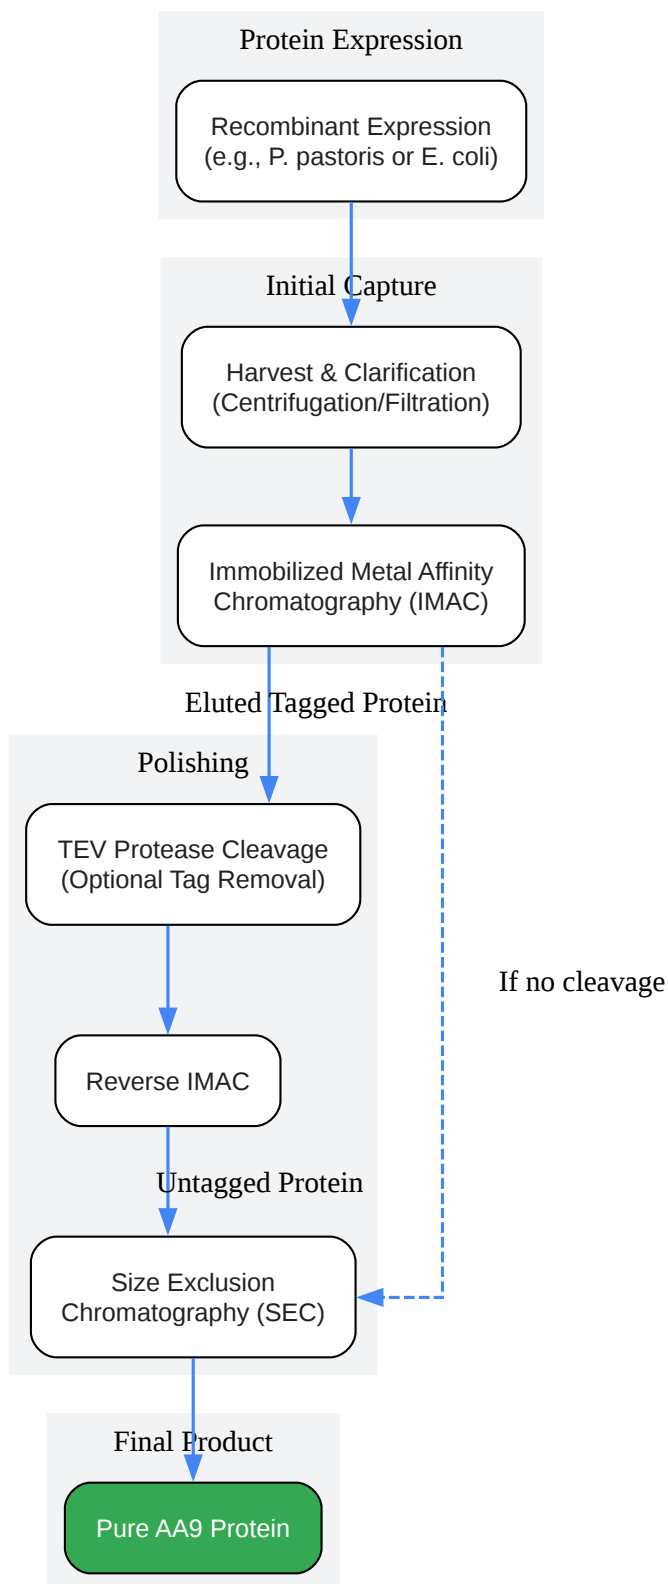 Protein Expression
Recombinant Expression
(e.g., P. pastoris or E. coli)
Initial Capture
Harvest & Clarification
(Centrifugation/Filtration)
Immobilized Metal Affinity
Chromatography (IMAC)
Eluted Tagged Protein
Polishing
TEV Protease Cleavage
(Optional Tag Removal)
If no cleavage
Reverse IMAC
Untagged Protein
Size Exclusion
Chromatography (SEC)
Final Product
Pure AA9 Protein